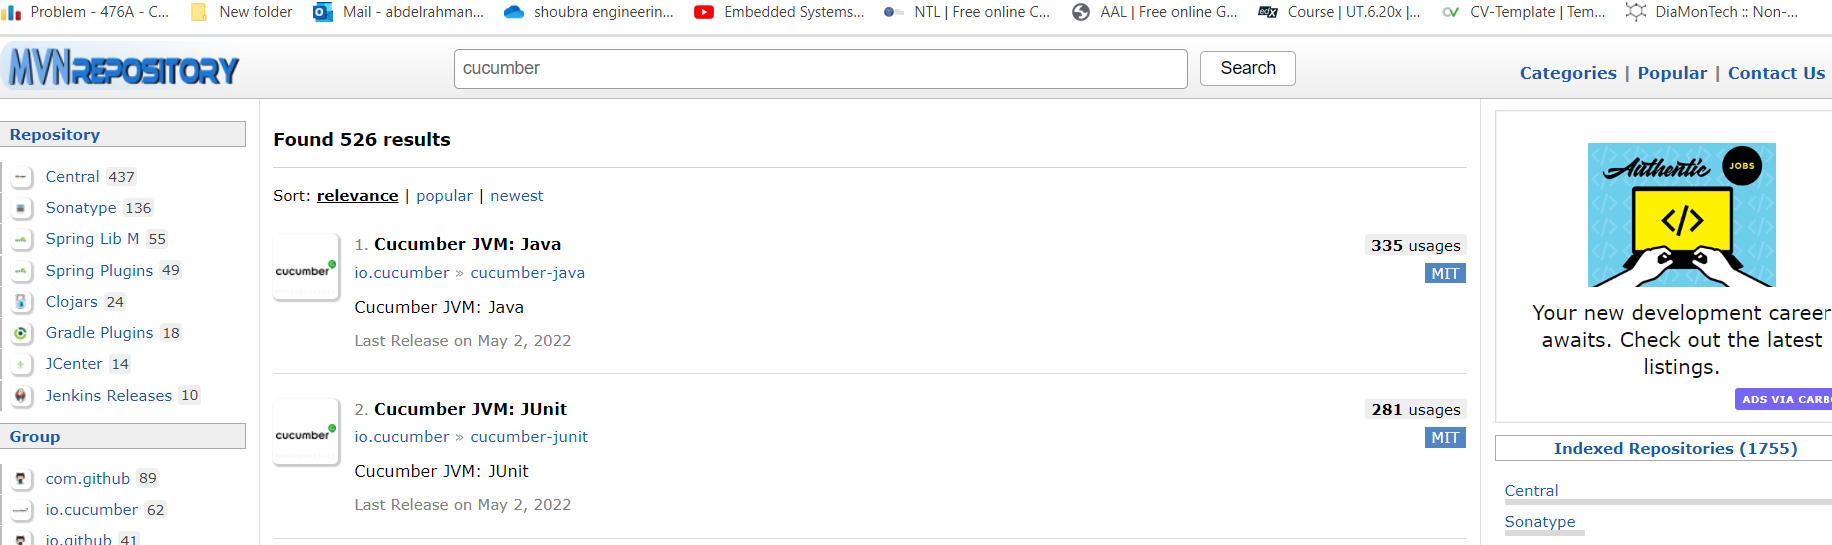 Problem - 476A - C...
New folder
Mail - abdelrahman...
shoubra engineerin...
Embedded Systems...
NTL | Free online C...
AAL | Free online G...
edX
Course | UT.6.20x |...
CV-Template | Tem...
DiaMonTech :: Non-...
MVNREPOSITORY
cucumber
Search
Categories | Popular | Contact Us
Repository
Central 437
Sonatype 136
Spring Lib M 55
Spring Plugins 49
Clojars 24
Gradle Plugins 18
JCenter 14
Jenkins Releases 10
Group
com.github 89
io.cucumber 62
io.github 41
Found 526 results
Sort: relevance | popular | newest
cucumber
1. Cucumber JVM: Java
335 usages
io.cucumber » cucumber-java
MIT
Cucumber JVM: Java
Last Release on May 2, 2022
cucumber
2. Cucumber JVM: JUnit
281 usages
io.cucumber » cucumber-junit
MIT
Cucumber JVM: JUnit
Last Release on May 2, 2022
Authentic JOBS
</>
Your new development career
awaits. Check out the latest
listings.
ADS VIA CARB
Indexed Repositories (1755)
Central
Sonatype